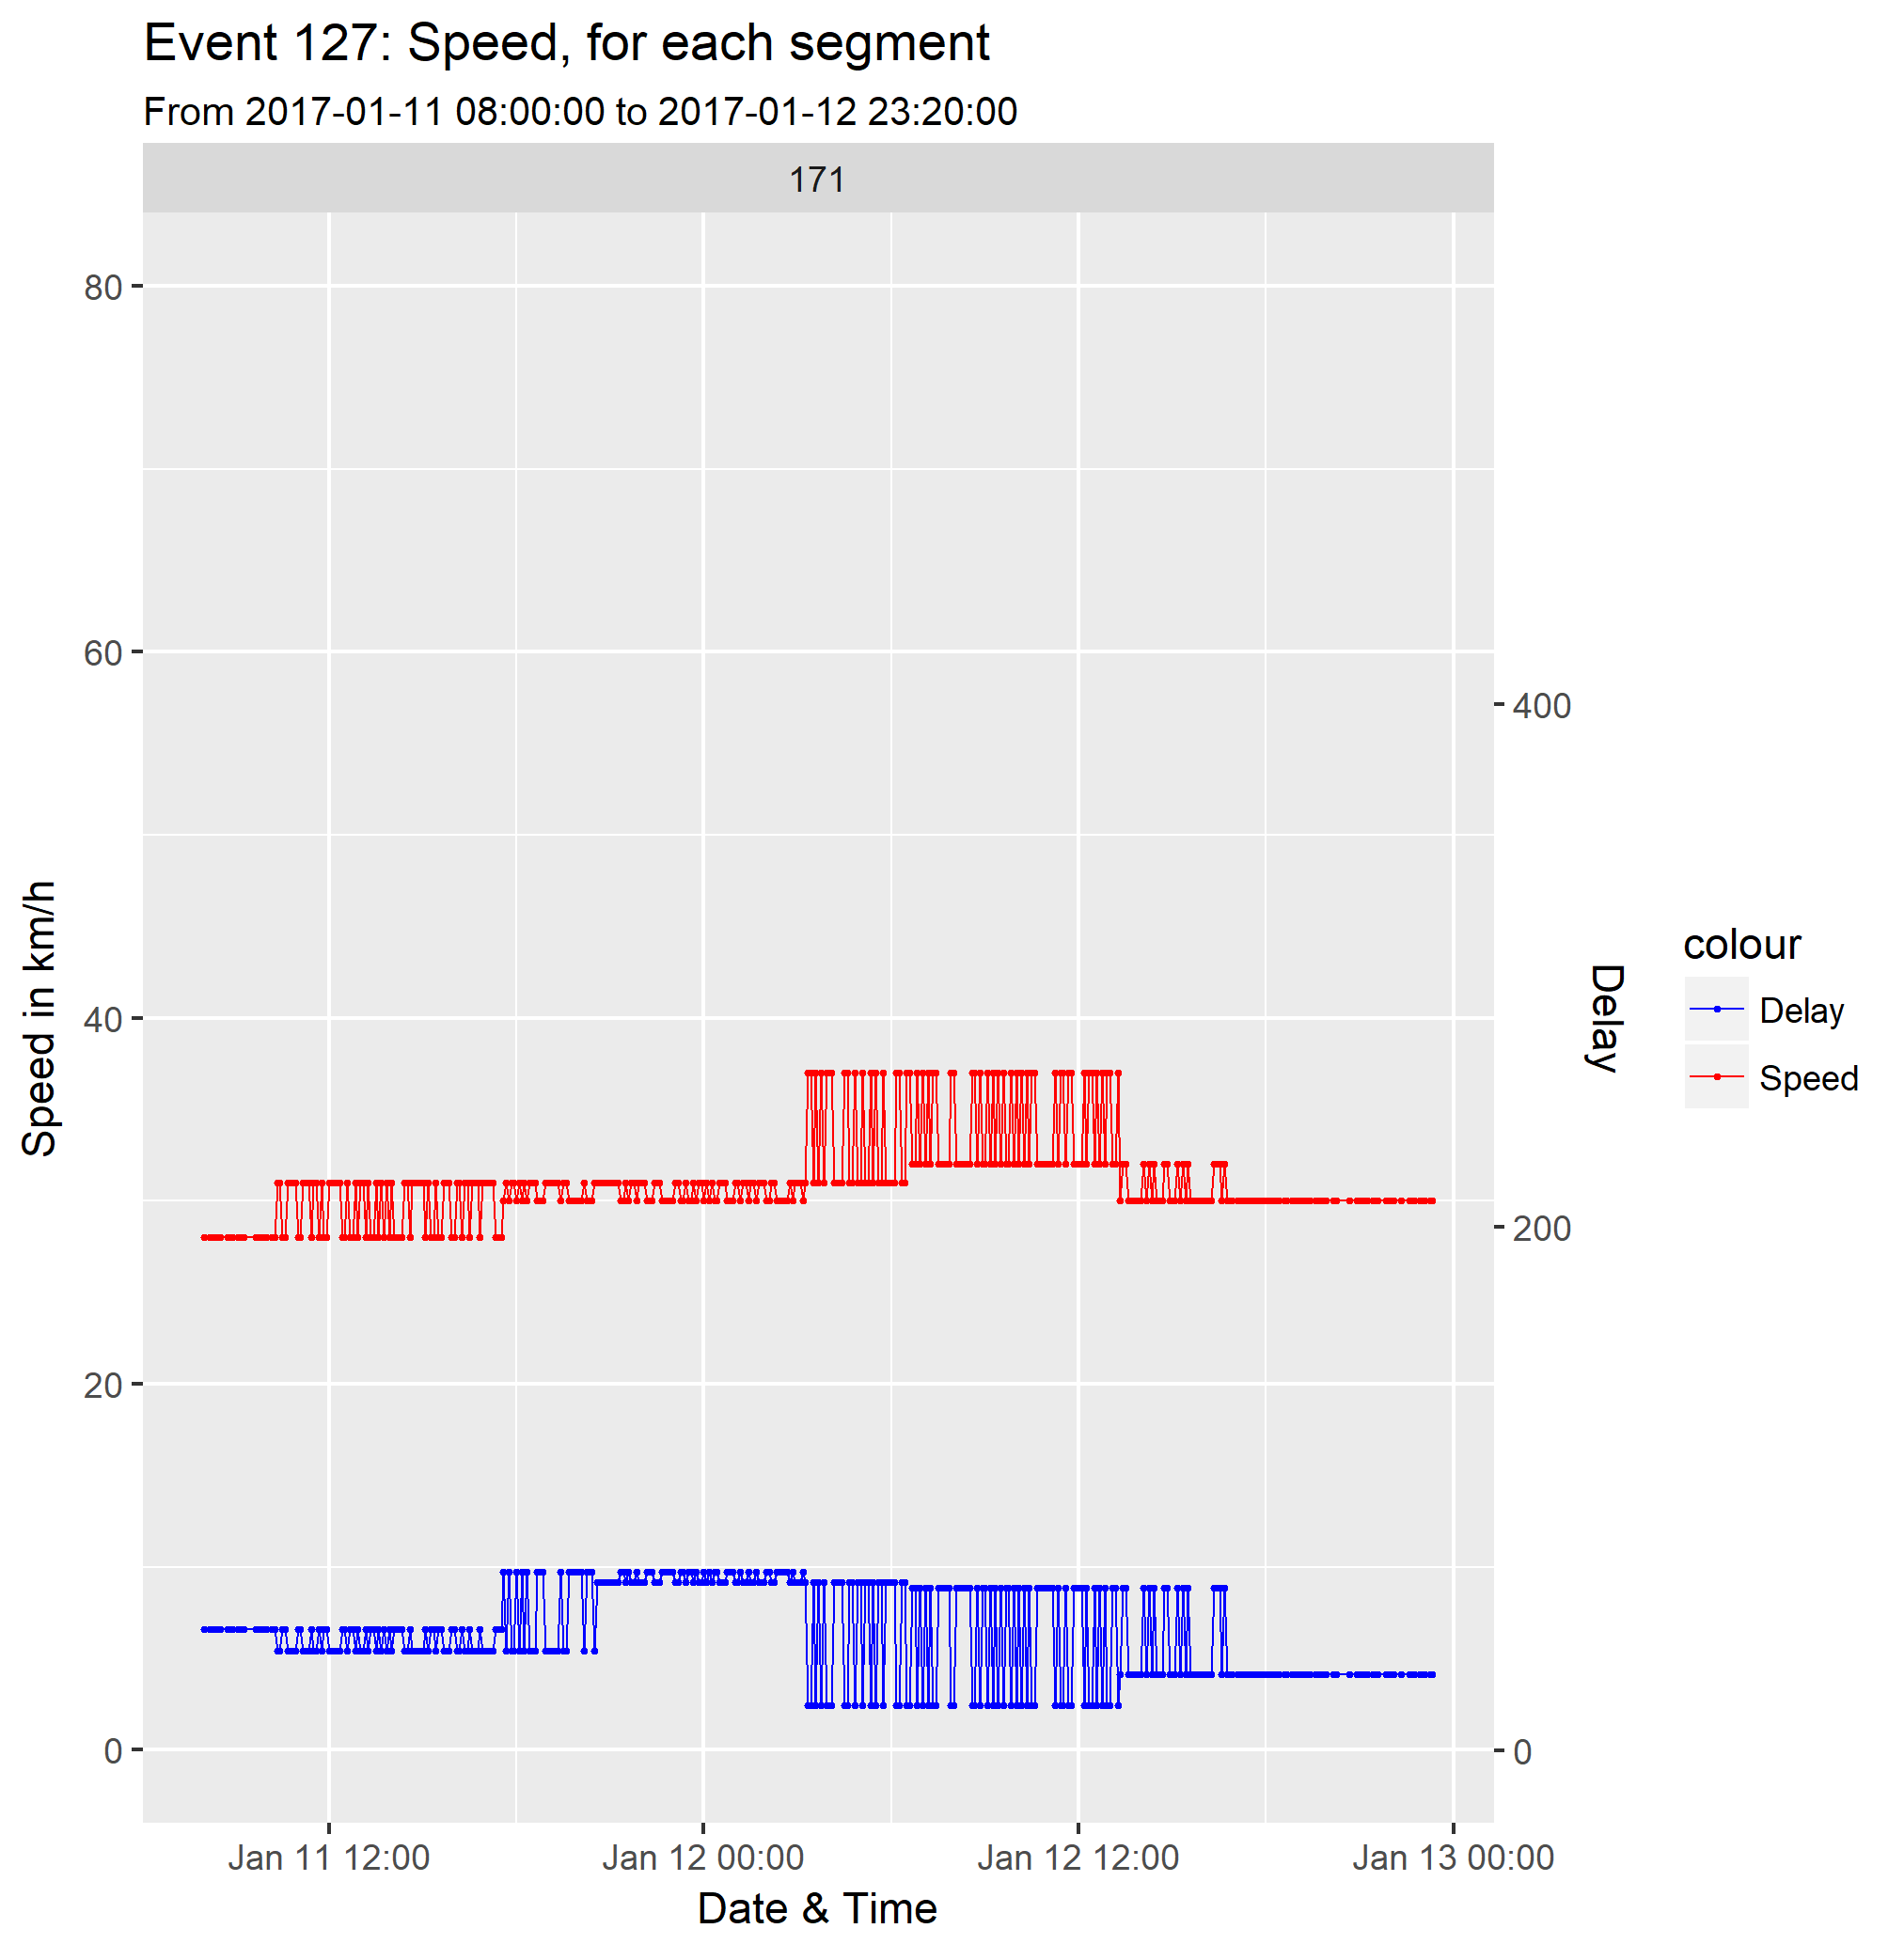 Event 127: Speed, for each segment
From 2017-01-11 08:00:00 to 2017-01-12 23:20:00
171
80
60
40
20
0
Speed in km/h
400
200
0
Delay
colour
Delay
Speed
Jan 11 12:00
Jan 12 00:00
Jan 12 12:00
Jan 13 00:00
Date & Time